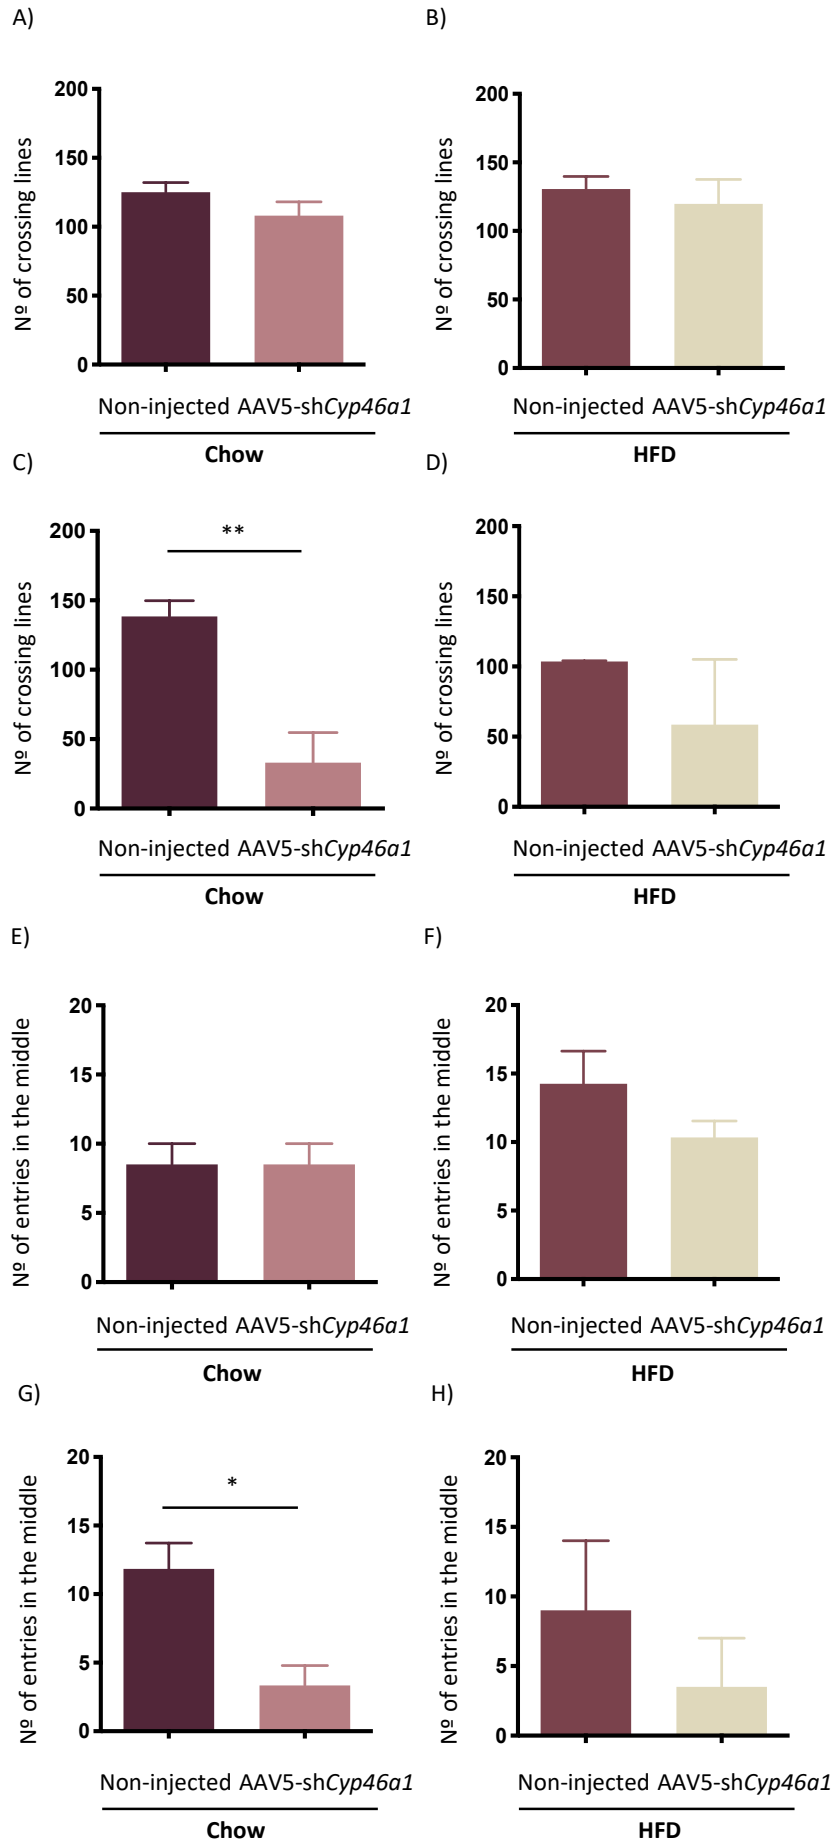 A)
Nº of crossing lines
200
150
100
50
0
Non-injected AAV5-shCyp46a1
Chow
B)
Nº of crossing lines
200
150
100
50
0
Non-injected AAV5-shCyp46a1
HFD
C)
Nº of crossing lines
200
150
100
50
0
**
Non-injected AAV5-shCyp46a1
Chow
D)
Nº of crossing lines
200
150
100
50
0
Non-injected AAV5-shCyp46a1
HFD
E)
Nº of entries in the middle
20
15
10
5
0
Non-injected AAV5-shCyp46a1
Chow
F)
Nº of entries in the middle
20
15
10
5
0
Non-injected AAV5-shCyp46a1
HFD
G)
Nº of entries in the middle
20
15
10
5
0
*
Non-injected AAV5-shCyp46a1
Chow
H)
Nº of entries in the middle
20
15
10
5
0
Non-injected AAV5-shCyp46a1
HFD